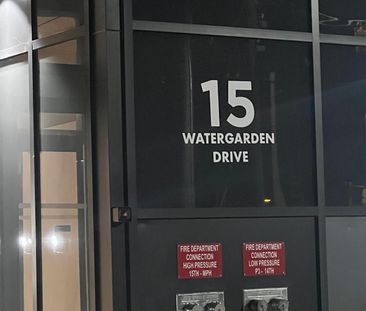 15
WATERGARDEN
DRIVE
FIRE DEPARTMENT
CONNECTION
HIGH PRESSURE
15TH - MPH
FIRE DEPARTMENT
CONNECTION
LOW PRESSURE
P3 - 14TH